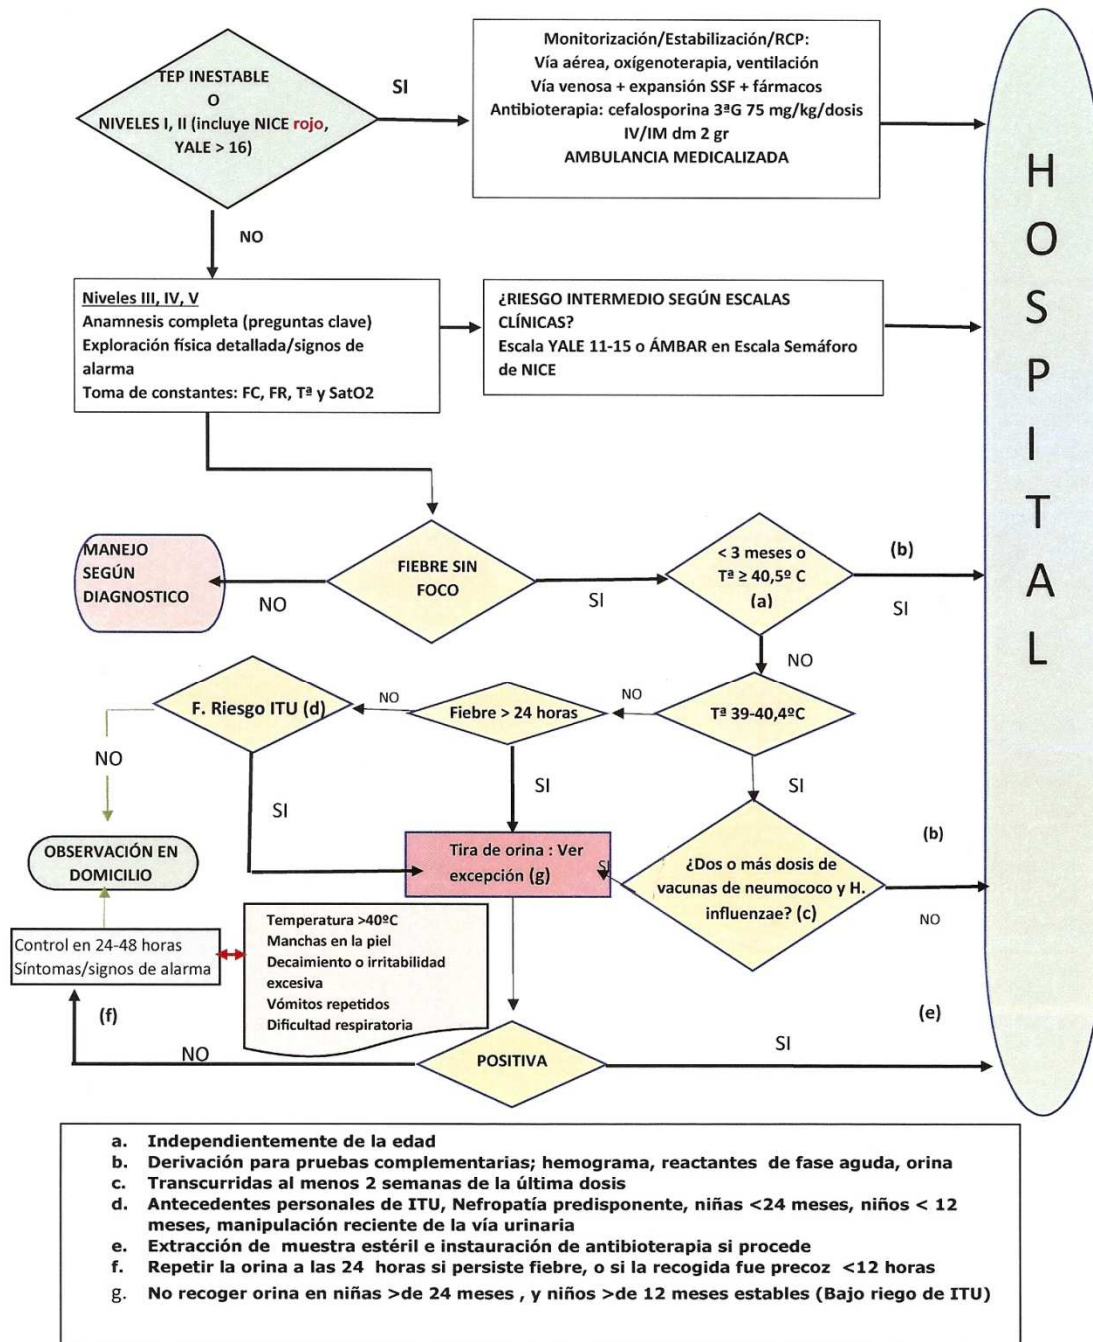 TEP INESTABLE
O
NIVELES I, II (incluye NICE rojo,
YALE > 16)
SI
Monitorización/Estabilización/RCP:
Vía aérea, oxígenoterapia, ventilación
Vía venosa + expansión SSF + fármacos
Antibioterapia: cefalosporina 3ªG 75 mg/kg/dosis
IV/IM dm 2 gr
AMBULANCIA MEDICALIZADA
HOSPITAL
NO
Niveles III, IV, V
Anamnesis completa (preguntas clave)
Exploración física detallada/signos de
alarma
Toma de constantes: FC, FR, Tª y SatO2
¿RIESGO INTERMEDIO SEGÚN ESCALAS
CLÍNICAS?
Escala YALE 11-15 o ÁMBAR en Escala Semáforo
de NICE
MANEJO
SEGÚN
DIAGNOSTICO
NO
FIEBRE SIN
FOCO
SI
< 3 meses o
Tª ≥ 40,5º C
(a)
(b)
SI
NO
F. Riesgo ITU (d)
NO
Fiebre > 24 horas
NO
Tª 39-40,4ºC
NO
SI
SI
SI
OBSERVACIÓN EN
DOMICILIO
Tira de orina : Ver
excepción (g)
SI
¿Dos o más dosis de
vacunas de neumococo y H.
influenzae? (c)
(b)
NO
Control en 24-48 horas
Síntomas/signos de alarma
Temperatura >40ºC
Manchas en la piel
Decaimiento o irritabilidad
excesiva
Vómitos repetidos
Dificultad respiratoria
(f)
NO
POSITIVA
SI
(e)
a. Independientemente de la edad
b. Derivación para pruebas complementarias; hemograma, reactantes de fase aguda, orina
c. Transcurridas al menos 2 semanas de la última dosis
d. Antecedentes personales de ITU, Nefropatía predisponente, niñas <24 meses, niños < 12
meses, manipulación reciente de la vía urinaria
e. Extracción de muestra estéril e instauración de antibioterapia si procede
f. Repetir la orina a las 24 horas si persiste fiebre, o si la recogida fue precoz <12 horas
g. No recoger orina en niñas >de 24 meses , y niños >de 12 meses estables (Bajo riego de ITU)